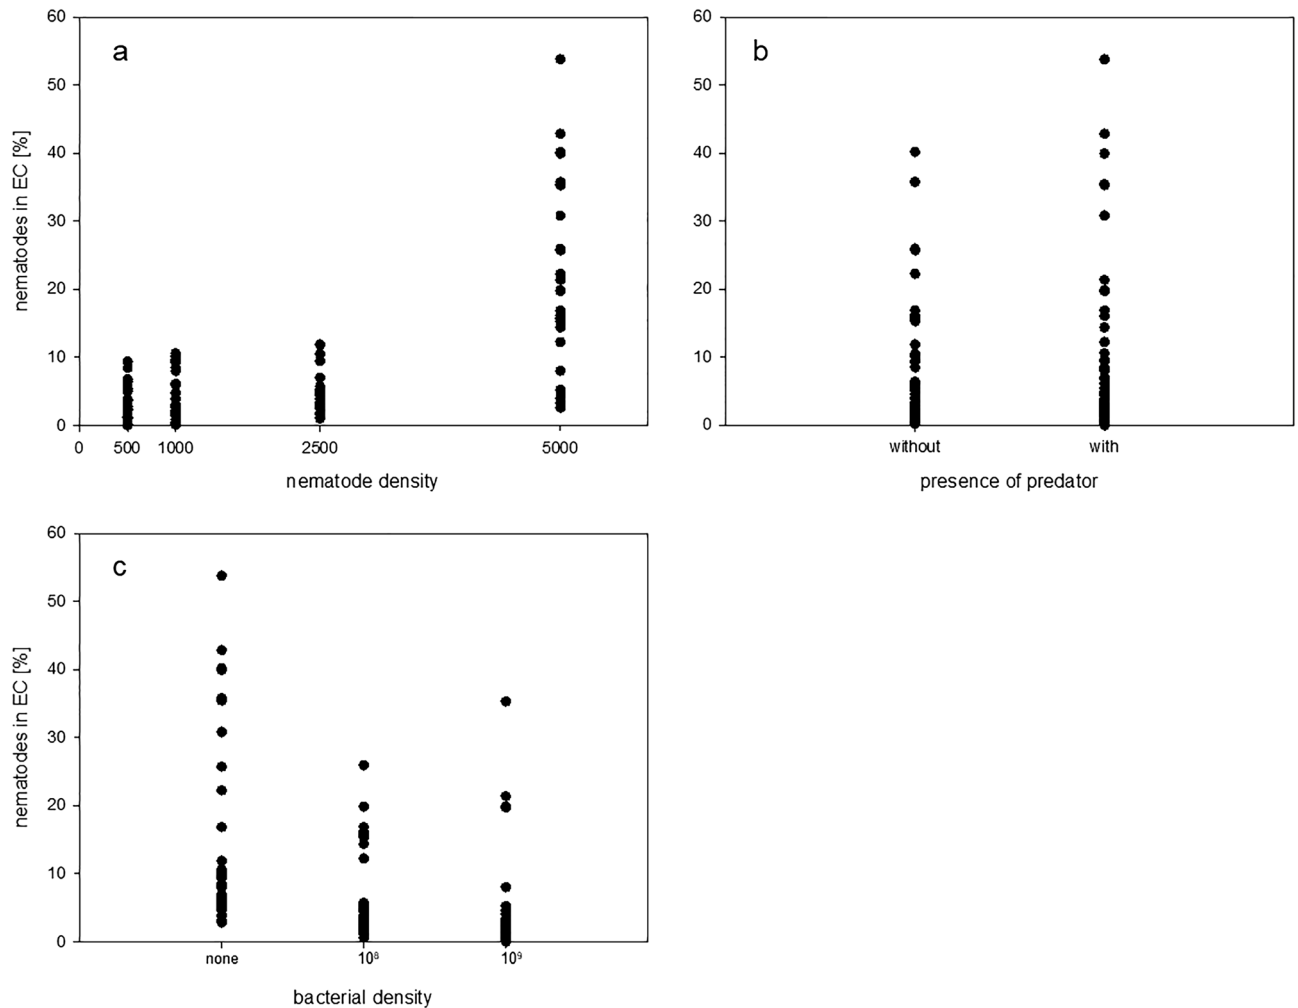 60
a
50
40
30
20
10
0
nematodes in EC [%]
0 500 1000 2500 5000
nematode density
60
b
50
40
30
20
10
0
without with
presence of predator
60
c
50
40
30
20
10
0
nematodes in EC [%]
none 10⁸ 10⁹
bacterial density